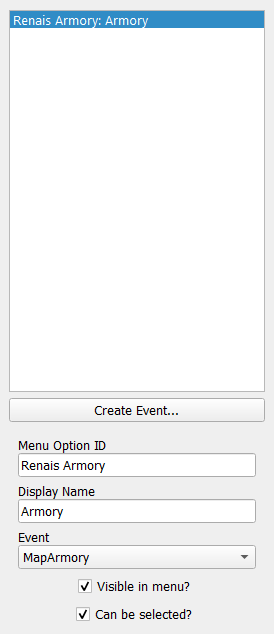 Renais Armory: Armory
Create Event...
Menu Option ID
Renais Armory
Display Name
Armory
Event
MapArmory
Visible in menu?
Can be selected?